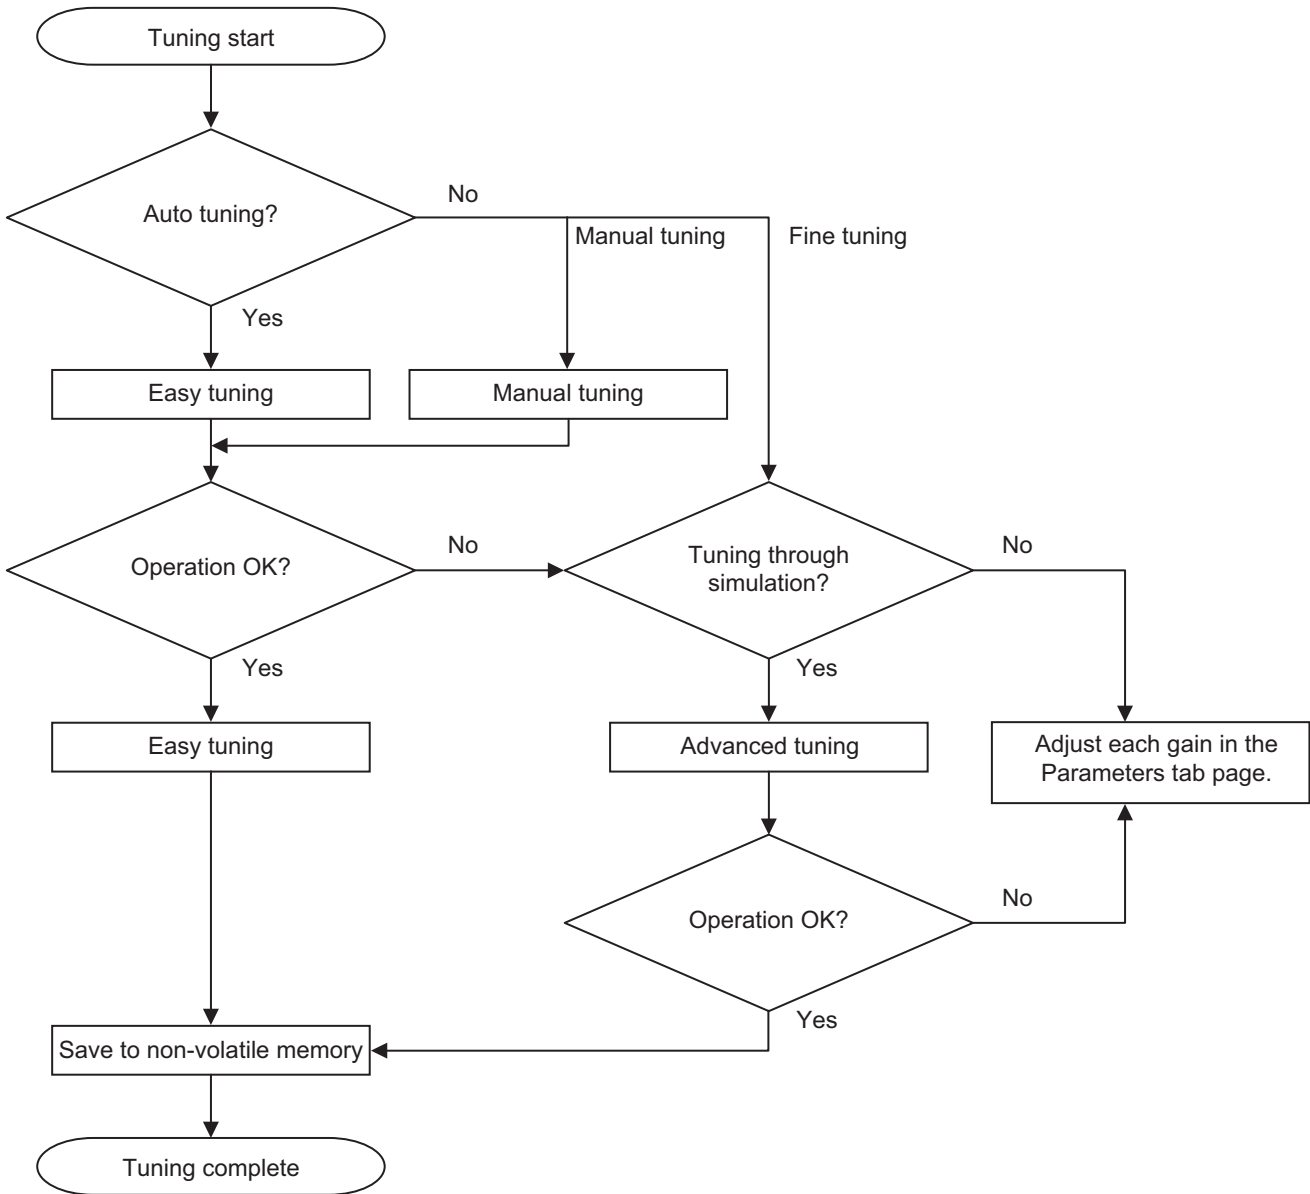 Tuning start
Auto tuning?
No
Manual tuning
Fine tuning
Yes
Easy tuning
Manual tuning
Operation OK?
No
Tuning through
simulation?
No
Yes
Yes
Easy tuning
Advanced tuning
Adjust each gain in the
Parameters tab page.
Operation OK?
No
Yes
Save to non-volatile memory
Tuning complete